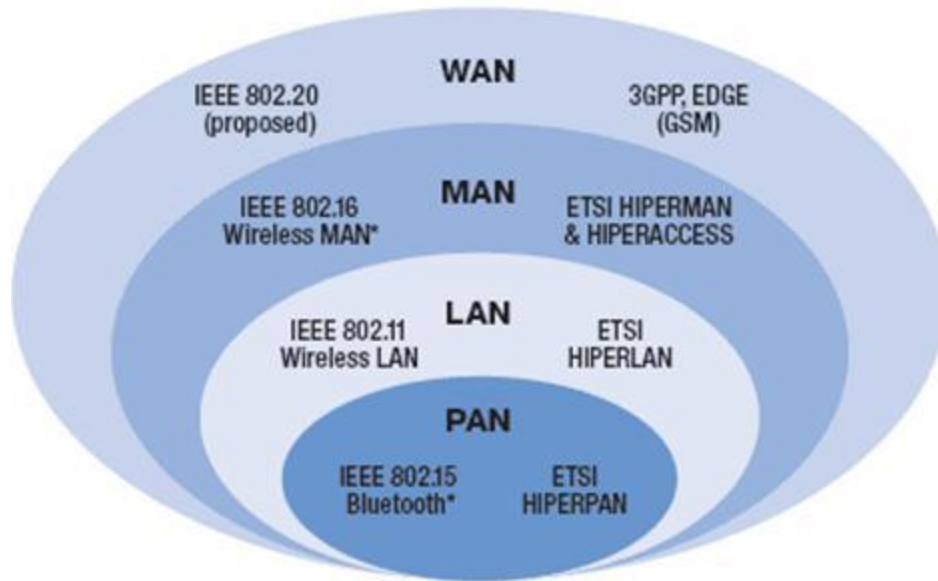 WAN
IEEE 802.20
(proposed)
3GPP, EDGE
(GSM)
MAN
IEEE 802.16
Wireless MAN*
ETSI HIPERMAN
& HIPERACCESS
LAN
IEEE 802.11
Wireless LAN
ETSI
HIPERLAN
PAN
IEEE 802.15
Bluetooth*
ETSI
HIPERPAN